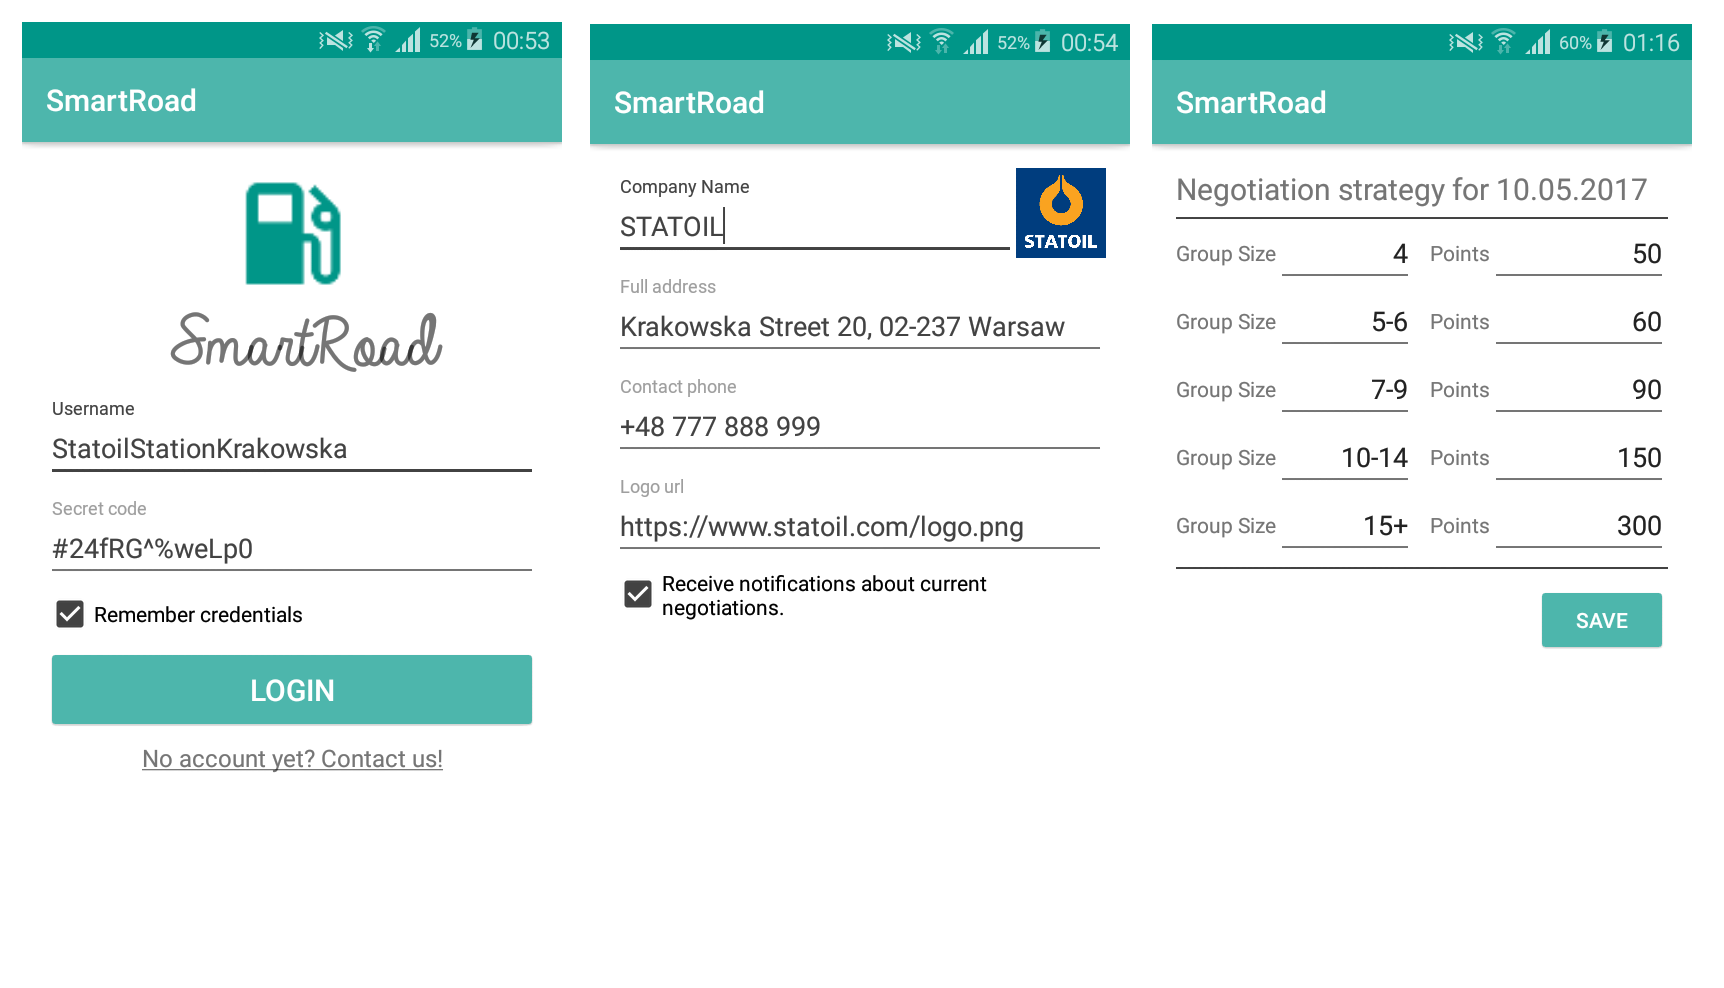 52% 00:53
SmartRoad
SmartRoad
Username
StatoilStationKrakowska
Secret code
#24fRG^%weLp0
Remember credentials
LOGIN
No account yet? Contact us!
52% 00:54
SmartRoad
Company Name
STATOIL
STATOIL
Full address
Krakowska Street 20, 02-237 Warsaw
Contact phone
+48 777 888 999
Logo url
https://www.statoil.com/logo.png
Receive notifications about current
negotiations.
60% 01:16
SmartRoad
Negotiation strategy for 10.05.2017
Group Size 4 Points 50
Group Size 5-6 Points 60
Group Size 7-9 Points 90
Group Size 10-14 Points 150
Group Size 15+ Points 300
SAVE